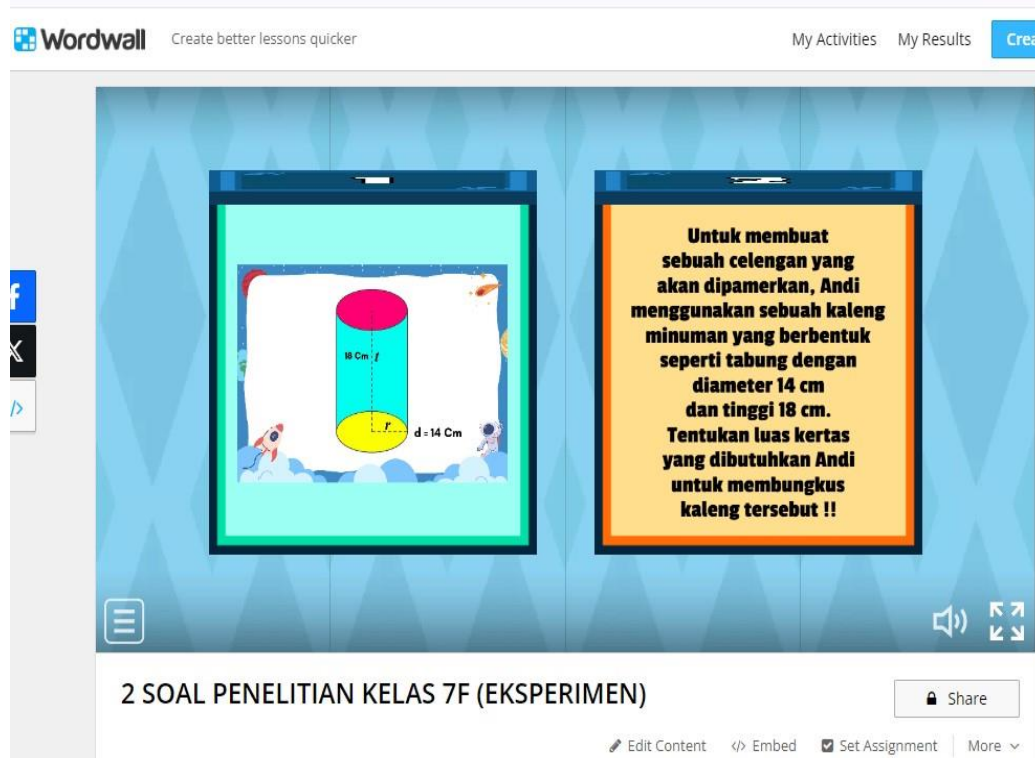 Wordwall
Create better lessons quicker
My Activities
My Results
18 Cm
t
r
d = 14 Cm
Untuk membuat
sebuah celengan yang
akan dipamerkan, Andi
menggunakan sebuah kaleng
minuman yang berbentuk
seperti tabung dengan
diameter 14 cm
dan tinggi 18 cm.
Tentukan luas kertas
yang dibutuhkan Andi
untuk membungkus
kaleng tersebut !!
2 SOAL PENELITIAN KELAS 7F (EKSPERIMEN)
Share
Edit Content
</> Embed
Set Assignment
More